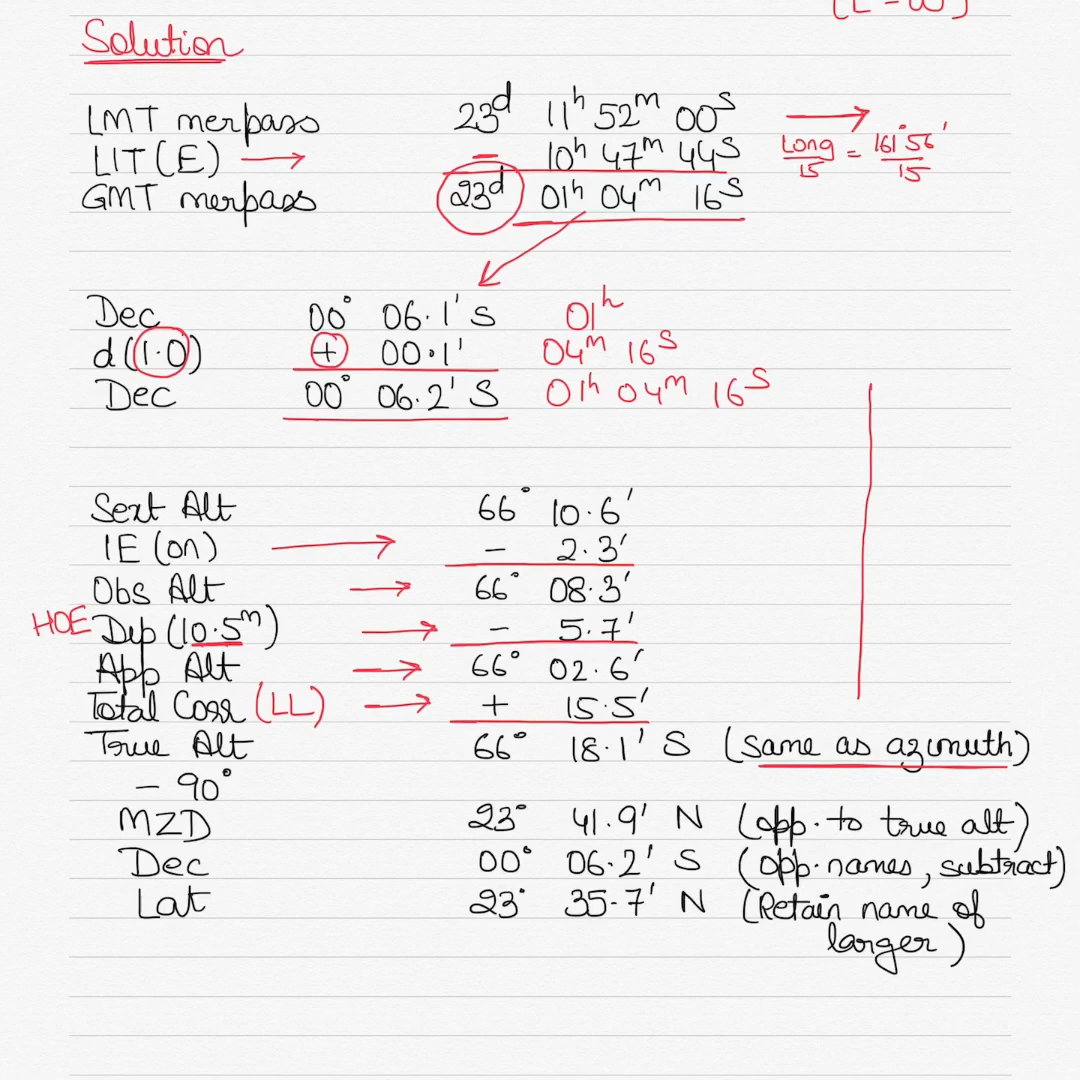 Solution
LMT merpass 23d 11h 52m 00s
LIT (E) → − 10h 47m 44s Long/15 = 161°56'/15
GMT merpass 23d 01h 04m 16s
Dec 00° 06.1' S 01h
d (1.0) + 00.1' 04m 16s
Dec 00° 06.2' S 01h 04m 16s
Sext Alt 66° 10.6'
IE (on) → − 2.3'
Obs Alt → 66° 08.3'
HOE Dip (10.5m) → − 5.7'
App Alt → 66° 02.6'
Total Corr (LL) → + 15.5'
True Alt 66° 18.1' S (same as azimuth)
− 90°
MZD 23° 41.9' N (opp. to true alt)
Dec 00° 06.2' S (opp. names, subtract)
Lat 23° 35.7' N (Retain name of
larger)